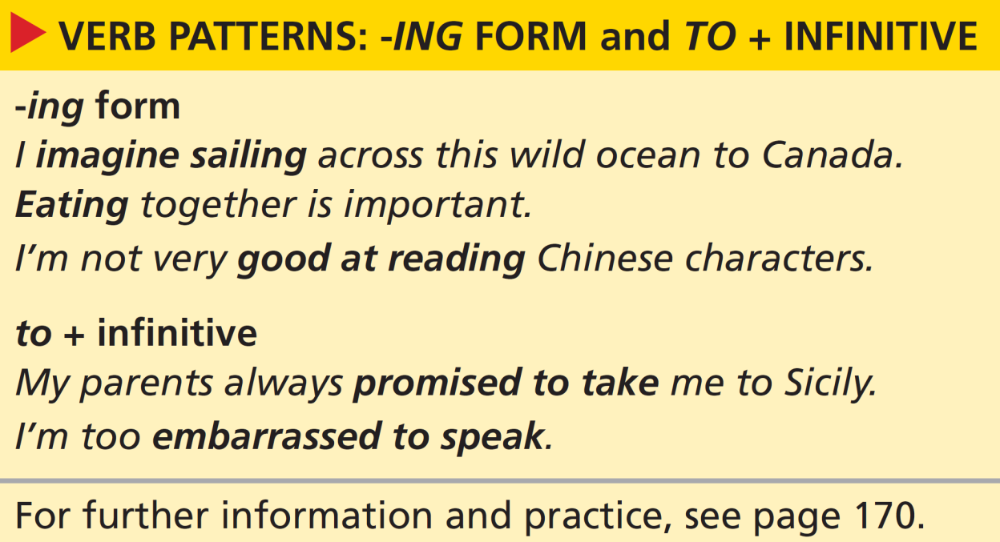 VERB PATTERNS: -ING FORM and TO + INFINITIVE
-ing form
I imagine sailing across this wild ocean to Canada.
Eating together is important.
I'm not very good at reading Chinese characters.
to + infinitive
My parents always promised to take me to Sicily.
I'm too embarrassed to speak.
For further information and practice, see page 170.